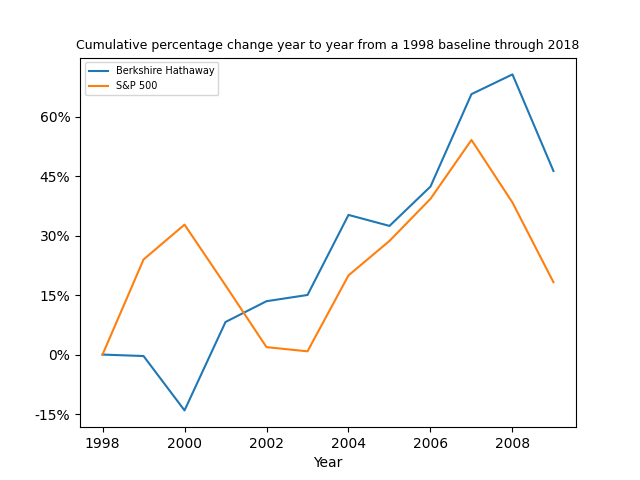 Cumulative percentage change year to year from a 1998 baseline through 2018
Berkshire Hathaway
S&P 500
60%
45%
30%
15%
0%
-15%
1998 2000 2002 2004 2006 2008
Year